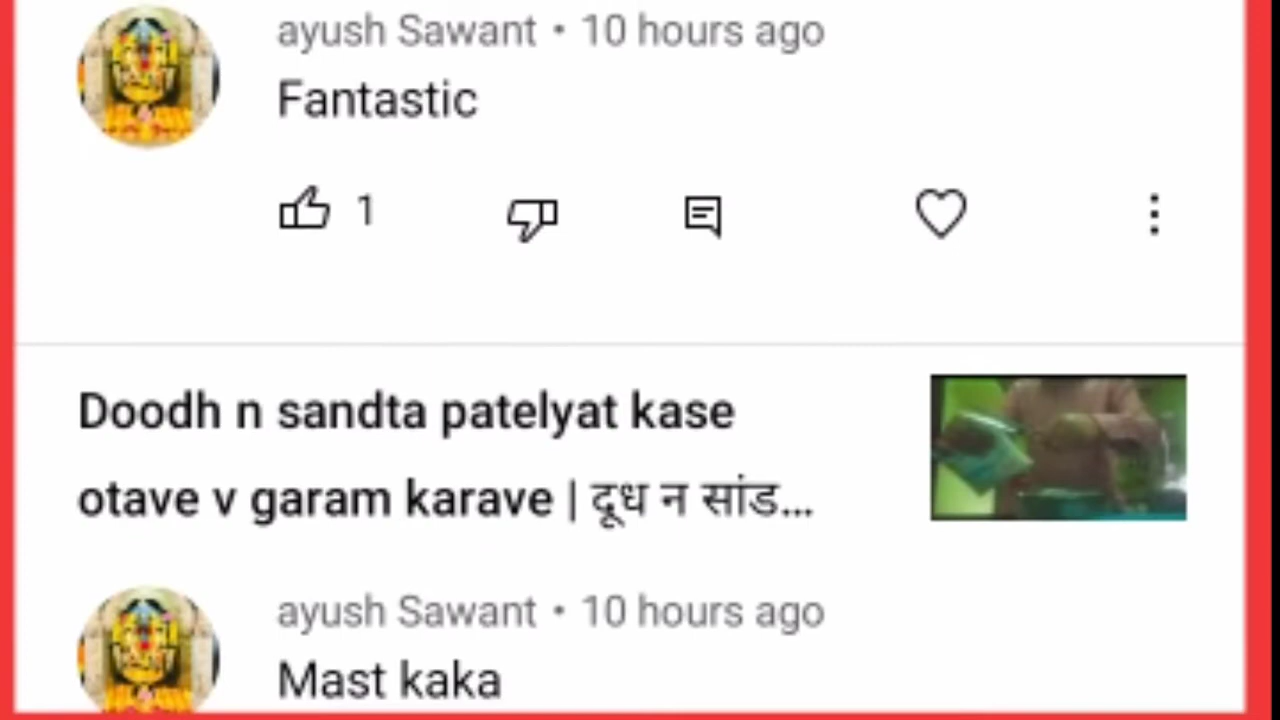 ayush Sawant • 10 hours ago
Fantastic
1
Doodh n sandta patelyat kase
otave v garam karave | दूध न सांड...
ayush Sawant • 10 hours ago
Mast kaka